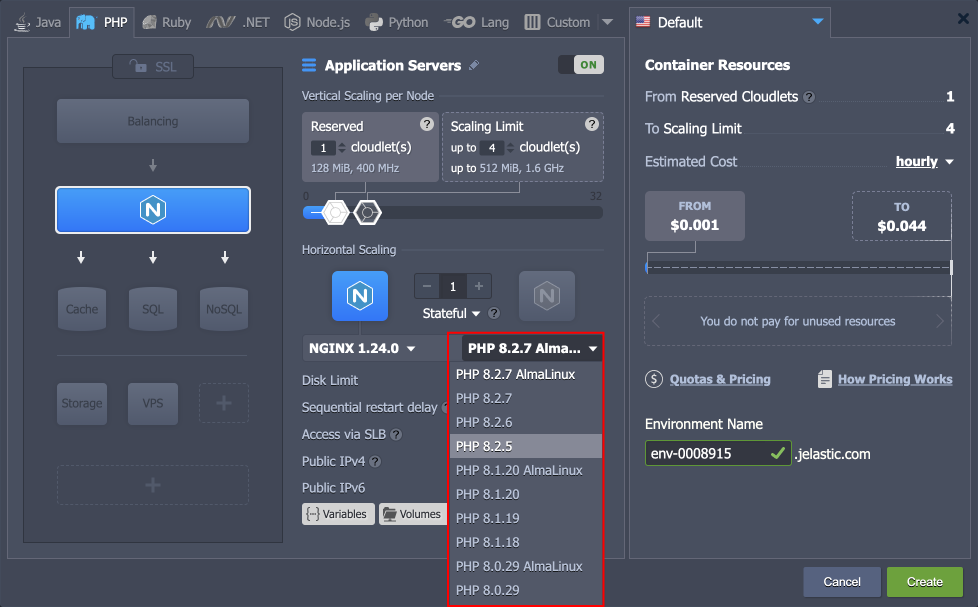 Java
PHP
Ruby
.NET
Node.js
Python
GO Lang
Custom
Default
SSL
Balancing
N
Cache
SQL
NoSQL
Storage
VPS
Application Servers
ON
Vertical Scaling per Node
Reserved ?
1 cloudlet(s)
128 MiB, 400 MHz
Scaling Limit ?
up to 4 cloudlet(s)
up to 512 MiB, 1.6 GHz
0 32
Horizontal Scaling
N
1
N
Stateful ?
NGINX 1.24.0
PHP 8.2.7 Alma...
Disk Limit
Sequential restart delay
Access via SLB ?
Public IPv4 ?
Public IPv6
Variables
Volumes
PHP 8.2.7 AlmaLinux
PHP 8.2.7
PHP 8.2.6
PHP 8.2.5
PHP 8.1.20 AlmaLinux
PHP 8.1.20
PHP 8.1.19
PHP 8.1.18
PHP 8.0.29 AlmaLinux
PHP 8.0.29
Container Resources
From Reserved Cloudlets ? 1
To Scaling Limit 4
Estimated Cost hourly
FROM
$0.001
TO
$0.044
You do not pay for unused resources
$ Quotas & Pricing
How Pricing Works
Environment Name
env-0008915 .jelastic.com
Cancel
Create